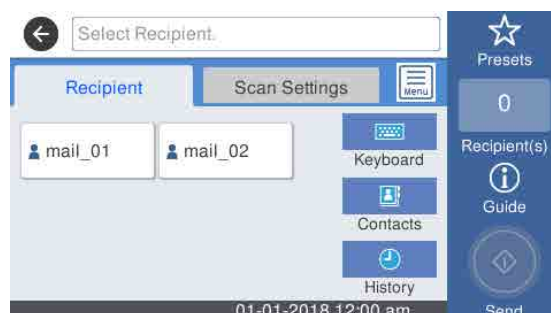 Select Recipient.
Presets
Recipient
Scan Settings
Menu
0
Recipient(s)
mail_01
mail_02
Keyboard
Guide
Contacts
History
01-01-2018 12:00 am
Send